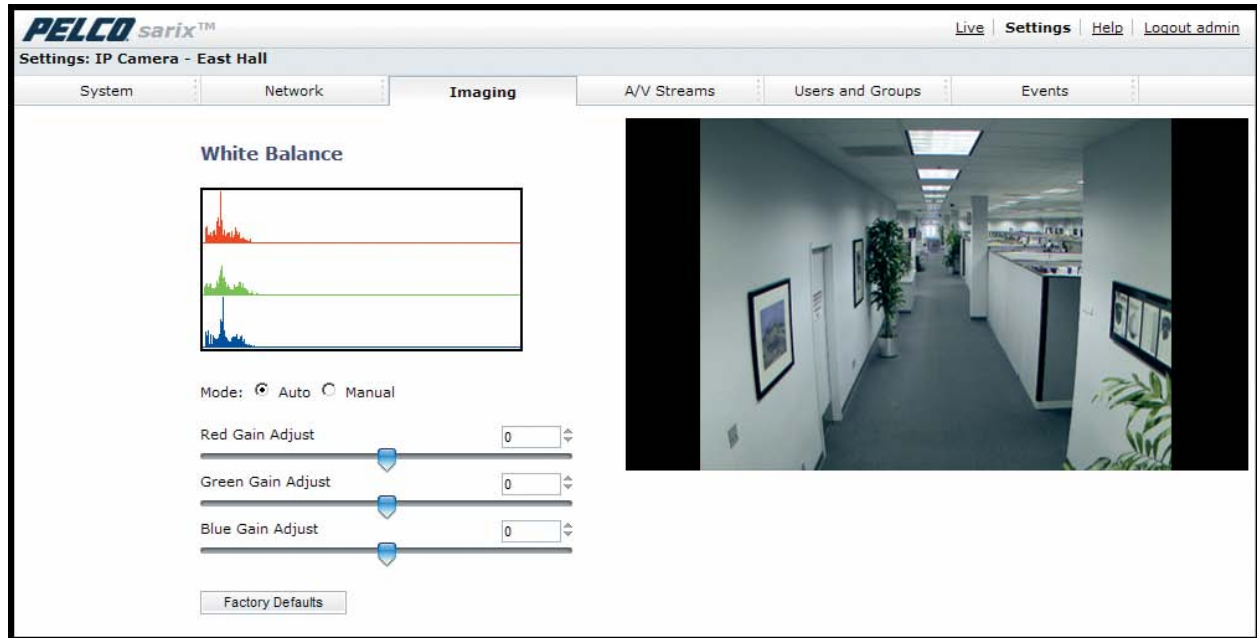 PELCO sarix™
Live | Settings | Help | Logout admin
Settings: IP Camera - East Hall
System Network Imaging A/V Streams Users and Groups Events
White Balance
Mode: Auto Manual
Red Gain Adjust 0
Green Gain Adjust 0
Blue Gain Adjust 0
Factory Defaults